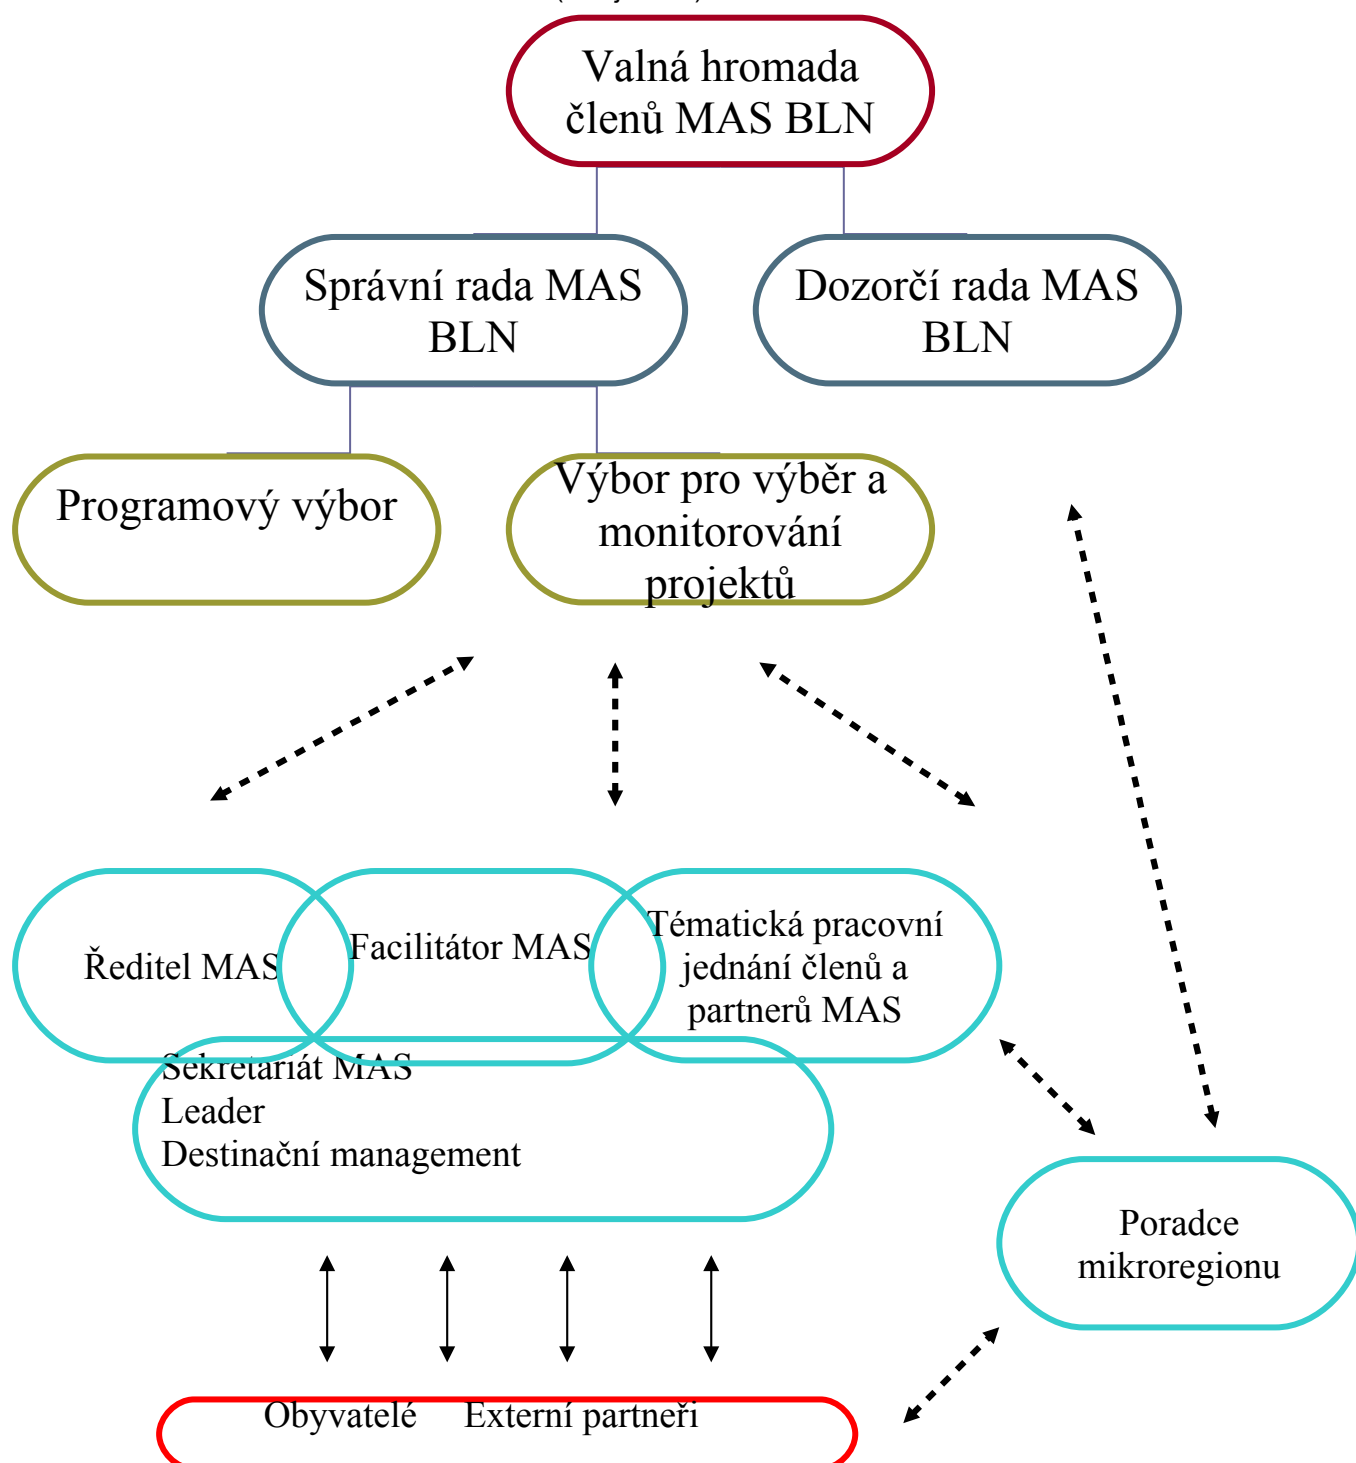 Valná hromada
členů MAS BLN
Správní rada MAS
BLN
Dozorčí rada MAS
BLN
Programový výbor
Výbor pro výběr a
monitorování
projektů
Ředitel MAS
Facilitátor MAS
Tématická pracovní
jednání členů a
partnerů MAS
Sekretariát MAS
Leader
Destinační management
Poradce
mikroregionu
Obyvatelé Externí partneři